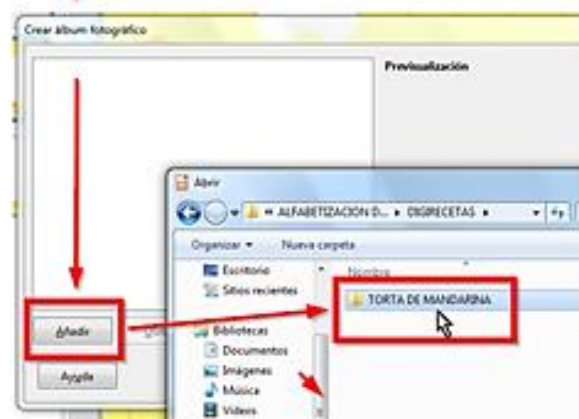 Crear álbum fotográfico
Previsualización
Abrir
« ALFABETIZACION D... ▸ DIGIRECETAS ▸
Organizar
Nueva carpeta
Escritorio
Sitios recientes
Bibliotecas
Documentos
Imágenes
Música
Vídeos
Nombre
TORTA DE MANDARINA
Añadir
Ayuda